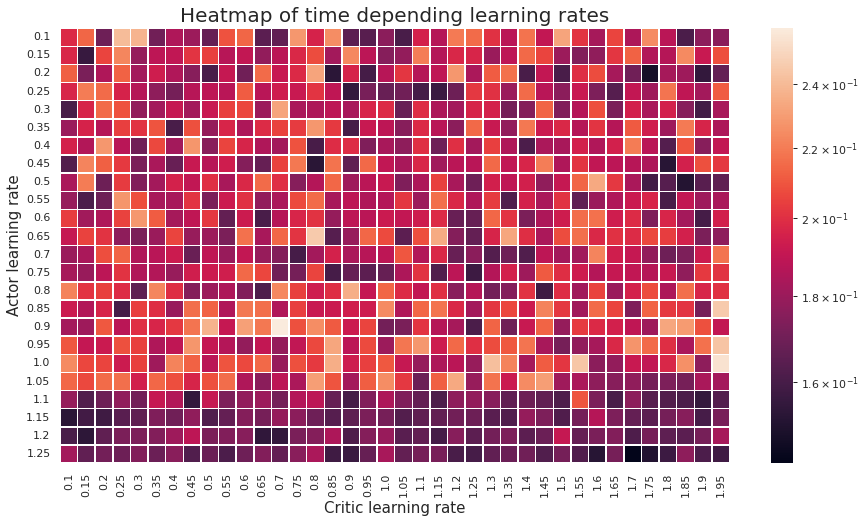 Heatmap of time depending learning rates
Actor learning rate
0.1
0.15
0.2
0.25
0.3
0.35
0.4
0.45
0.5
0.55
0.6
0.65
0.7
0.75
0.8
0.85
0.9
0.95
1.0
1.05
1.1
1.15
1.2
1.25
0.1 0.15 0.2 0.25 0.3 0.35 0.4 0.45 0.5 0.55 0.6 0.65 0.7 0.75 0.8 0.85 0.9 0.95 1.0 1.05 1.1 1.15 1.2 1.25 1.3 1.35 1.4 1.45 1.5 1.55 1.6 1.65 1.7 1.75 1.8 1.85 1.9 1.95
Critic learning rate
2.4 × 10⁻¹
2.2 × 10⁻¹
2 × 10⁻¹
1.8 × 10⁻¹
1.6 × 10⁻¹